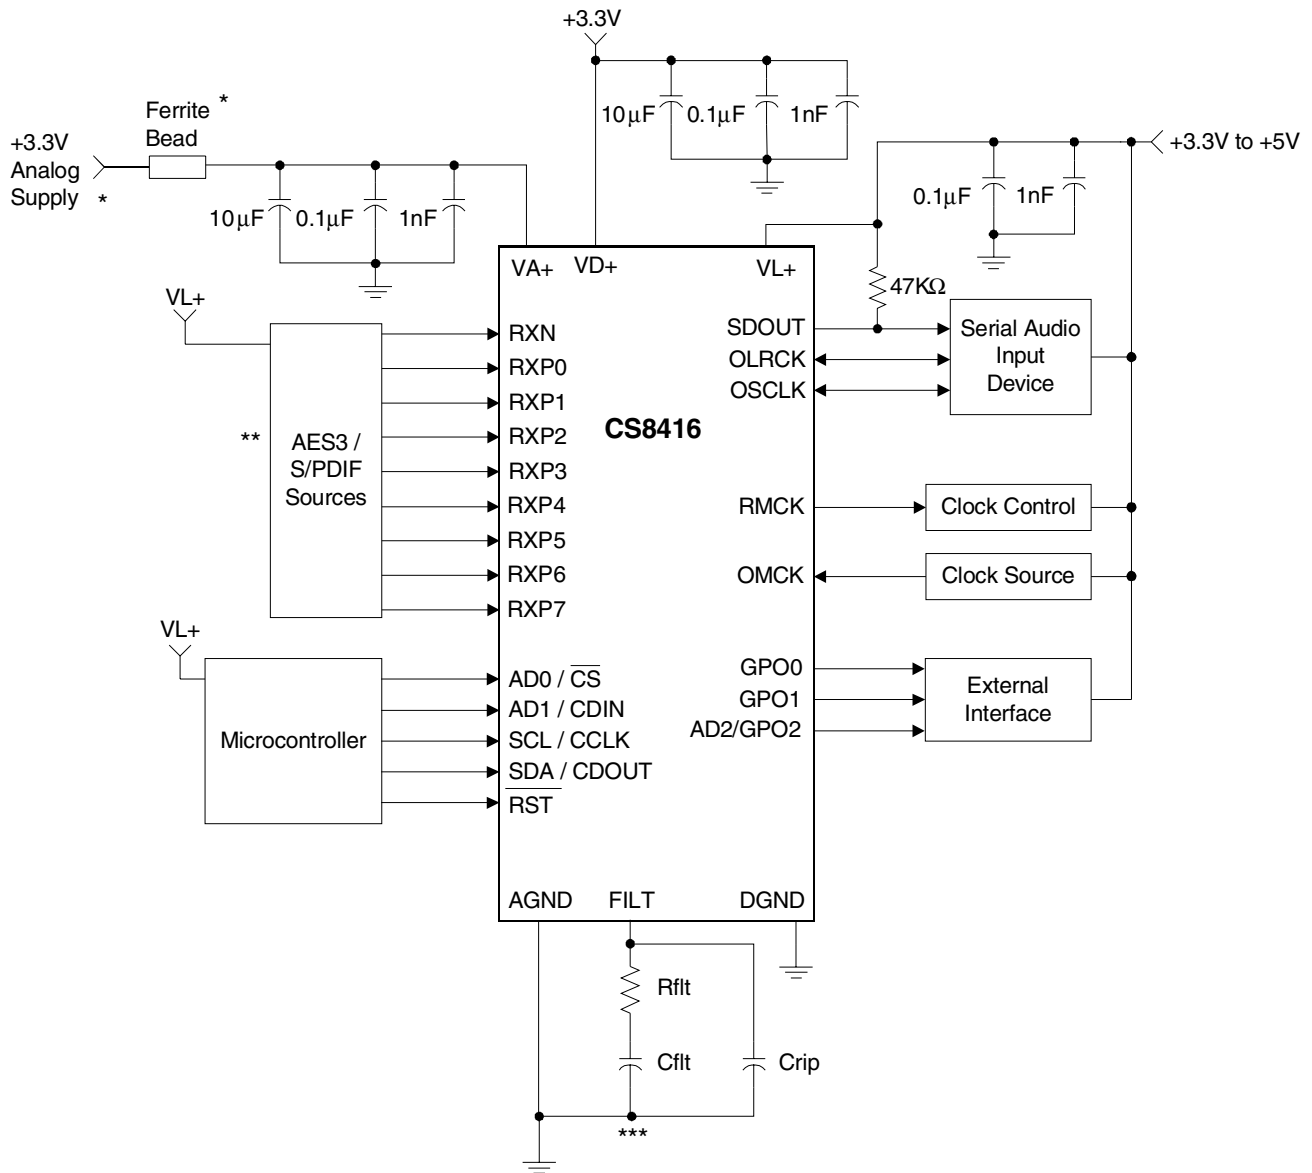 +3.3V
10µF
0.1µF
1nF
Ferrite *
Bead
+3.3V
Analog
Supply *
10µF
0.1µF
1nF
+3.3V to +5V
0.1µF
1nF
47KΩ
VA+
VD+
VL+
CS8416
VL+
**
AES3 /
S/PDIF
Sources
RXN
RXP0
RXP1
RXP2
RXP3
RXP4
RXP5
RXP6
RXP7
VL+
Microcontroller
AD0 / C̅S̅
AD1 / CDIN
SCL / CCLK
SDA / CDOUT
R̅S̅T̅
SDOUT
OLRCK
OSCLK
Serial Audio
Input
Device
RMCK
Clock Control
OMCK
Clock Source
GPO0
GPO1
AD2/GPO2
External
Interface
AGND
FILT
DGND
Rflt
Cflt
Crip
***